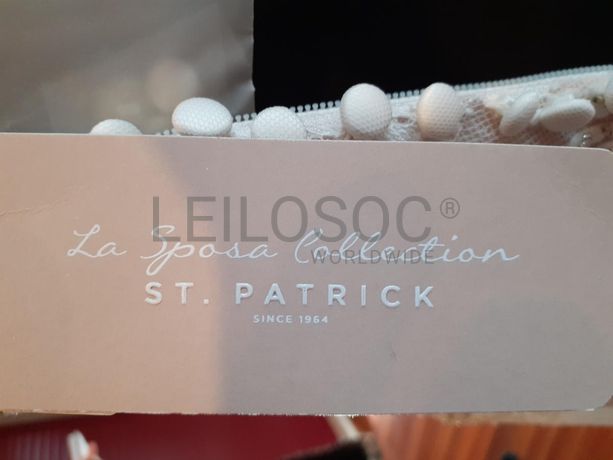 LEILOSOC®
WORLDWIDE
La Sposa Collection
ST. PATRICK
SINCE 1964